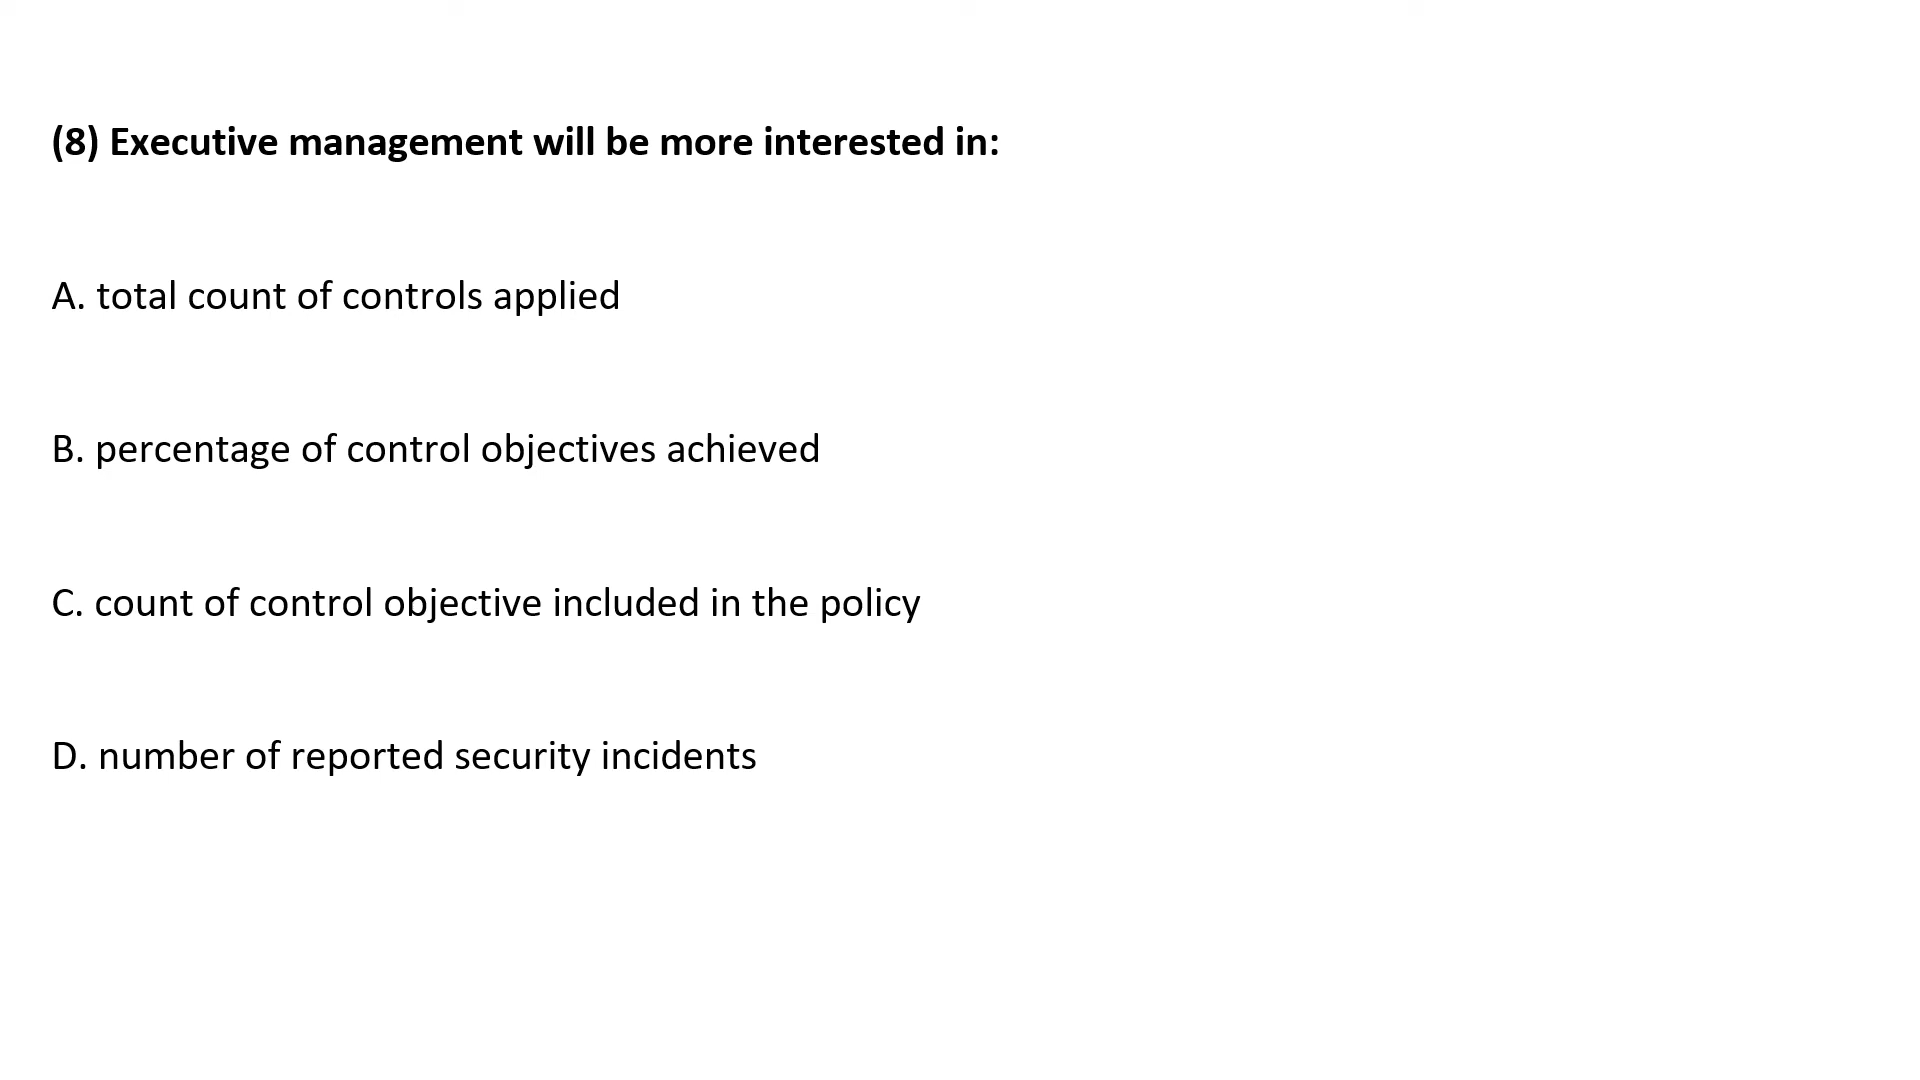 (8) Executive management will be more interested in:
A. total count of controls applied
B. percentage of control objectives achieved
C. count of control objective included in the policy
D. number of reported security incidents